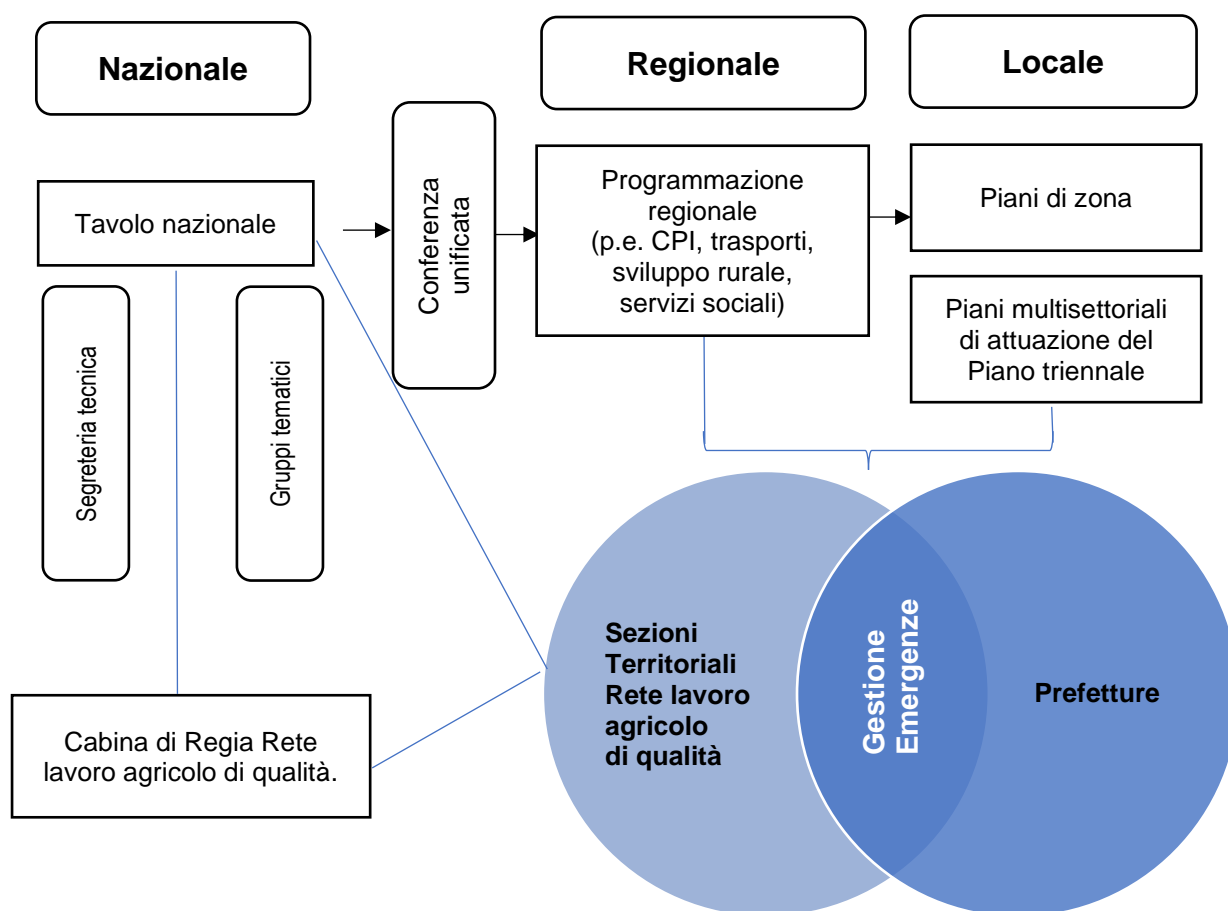 Nazionale
Regionale
Locale
Tavolo nazionale
Segreteria tecnica
Gruppi tematici
Conferenza
unificata
Programmazione
regionale
(p.e. CPI, trasporti,
sviluppo rurale,
servizi sociali)
Piani di zona
Piani multisettoriali
di attuazione del
Piano triennale
Cabina di Regia Rete
lavoro agricolo di qualità.
Sezioni
Territoriali
Rete lavoro
agricolo
di qualità
Gestione
Emergenze
Prefetture